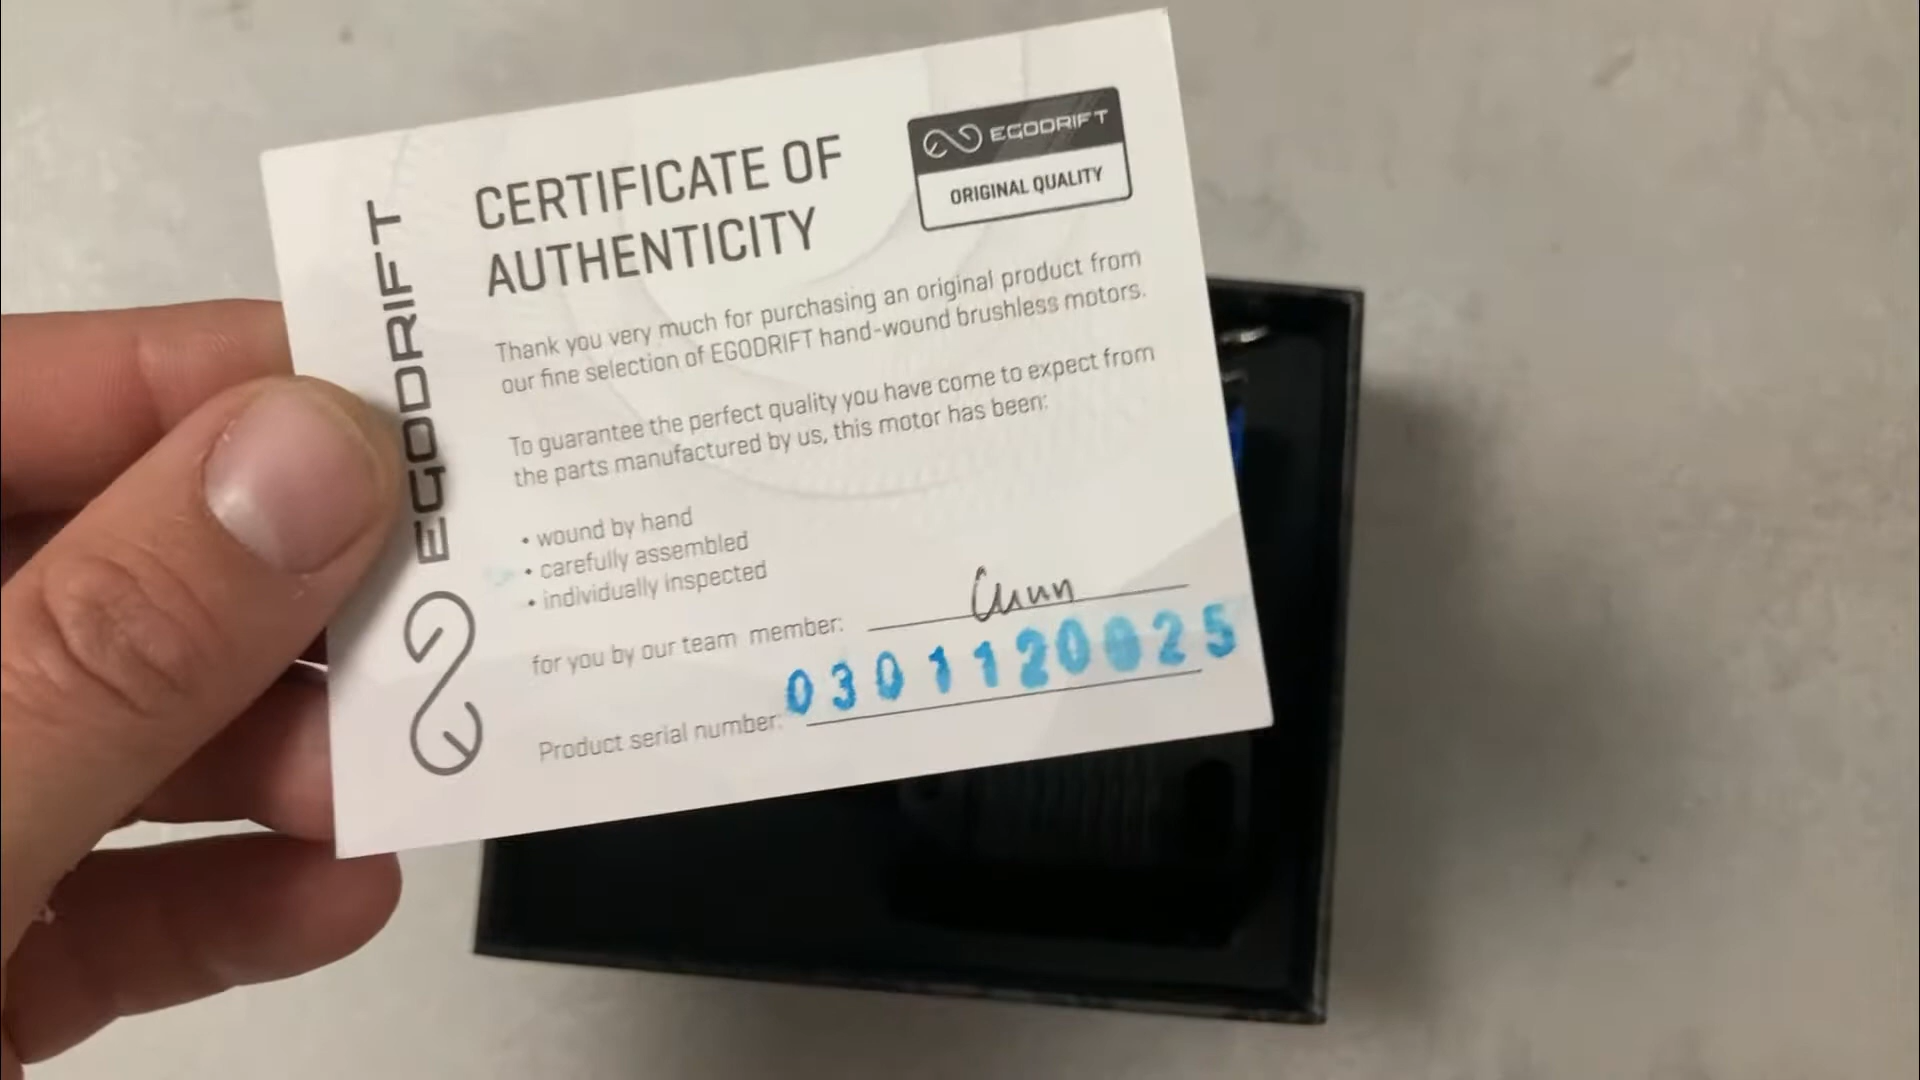 EGODRIFT
CERTIFICATE OF
AUTHENTICITY
EGODRIFT
ORIGINAL QUALITY
Thank you very much for purchasing an original product from
our fine selection of EGODRIFT hand-wound brushless motors.
To guarantee the perfect quality you have come to expect from
the parts manufactured by us, this motor has been:
• wound by hand
• carefully assembled
• individually inspected
for you by our team member:
Product serial number: 0301120025